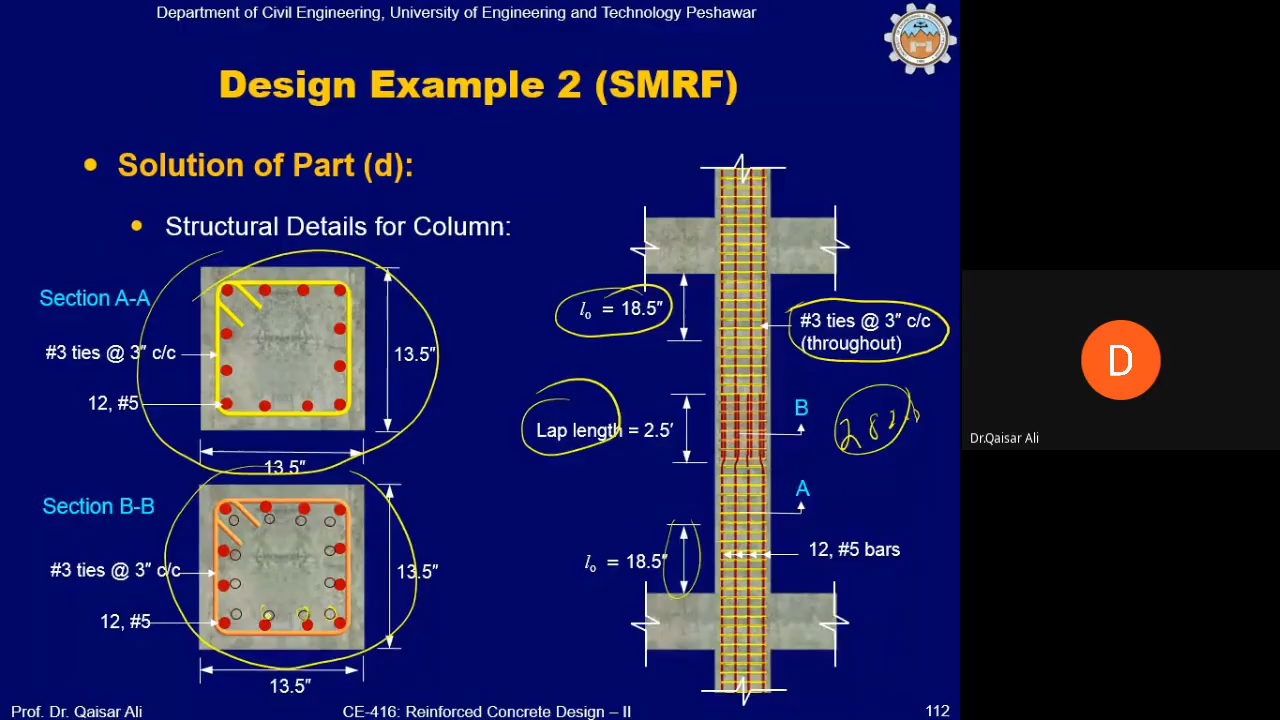 Department of Civil Engineering, University of Engineering and Technology Peshawar
Design Example 2 (SMRF)
• Solution of Part (d):
• Structural Details for Column:
Section A-A
#3 ties @ 3″ c/c
12, #5
13.5″
13.5″
Section B-B
#3 ties @ 3″ c/c
12, #5
13.5″
13.5″
lo = 18.5″
#3 ties @ 3″ c/c
(throughout)
Lap length = 2.5′
B
A
lo = 18.5″
12, #5 bars
D
Dr.Qaisar Ali
Prof. Dr. Qaisar Ali
CE-416: Reinforced Concrete Design – II
112